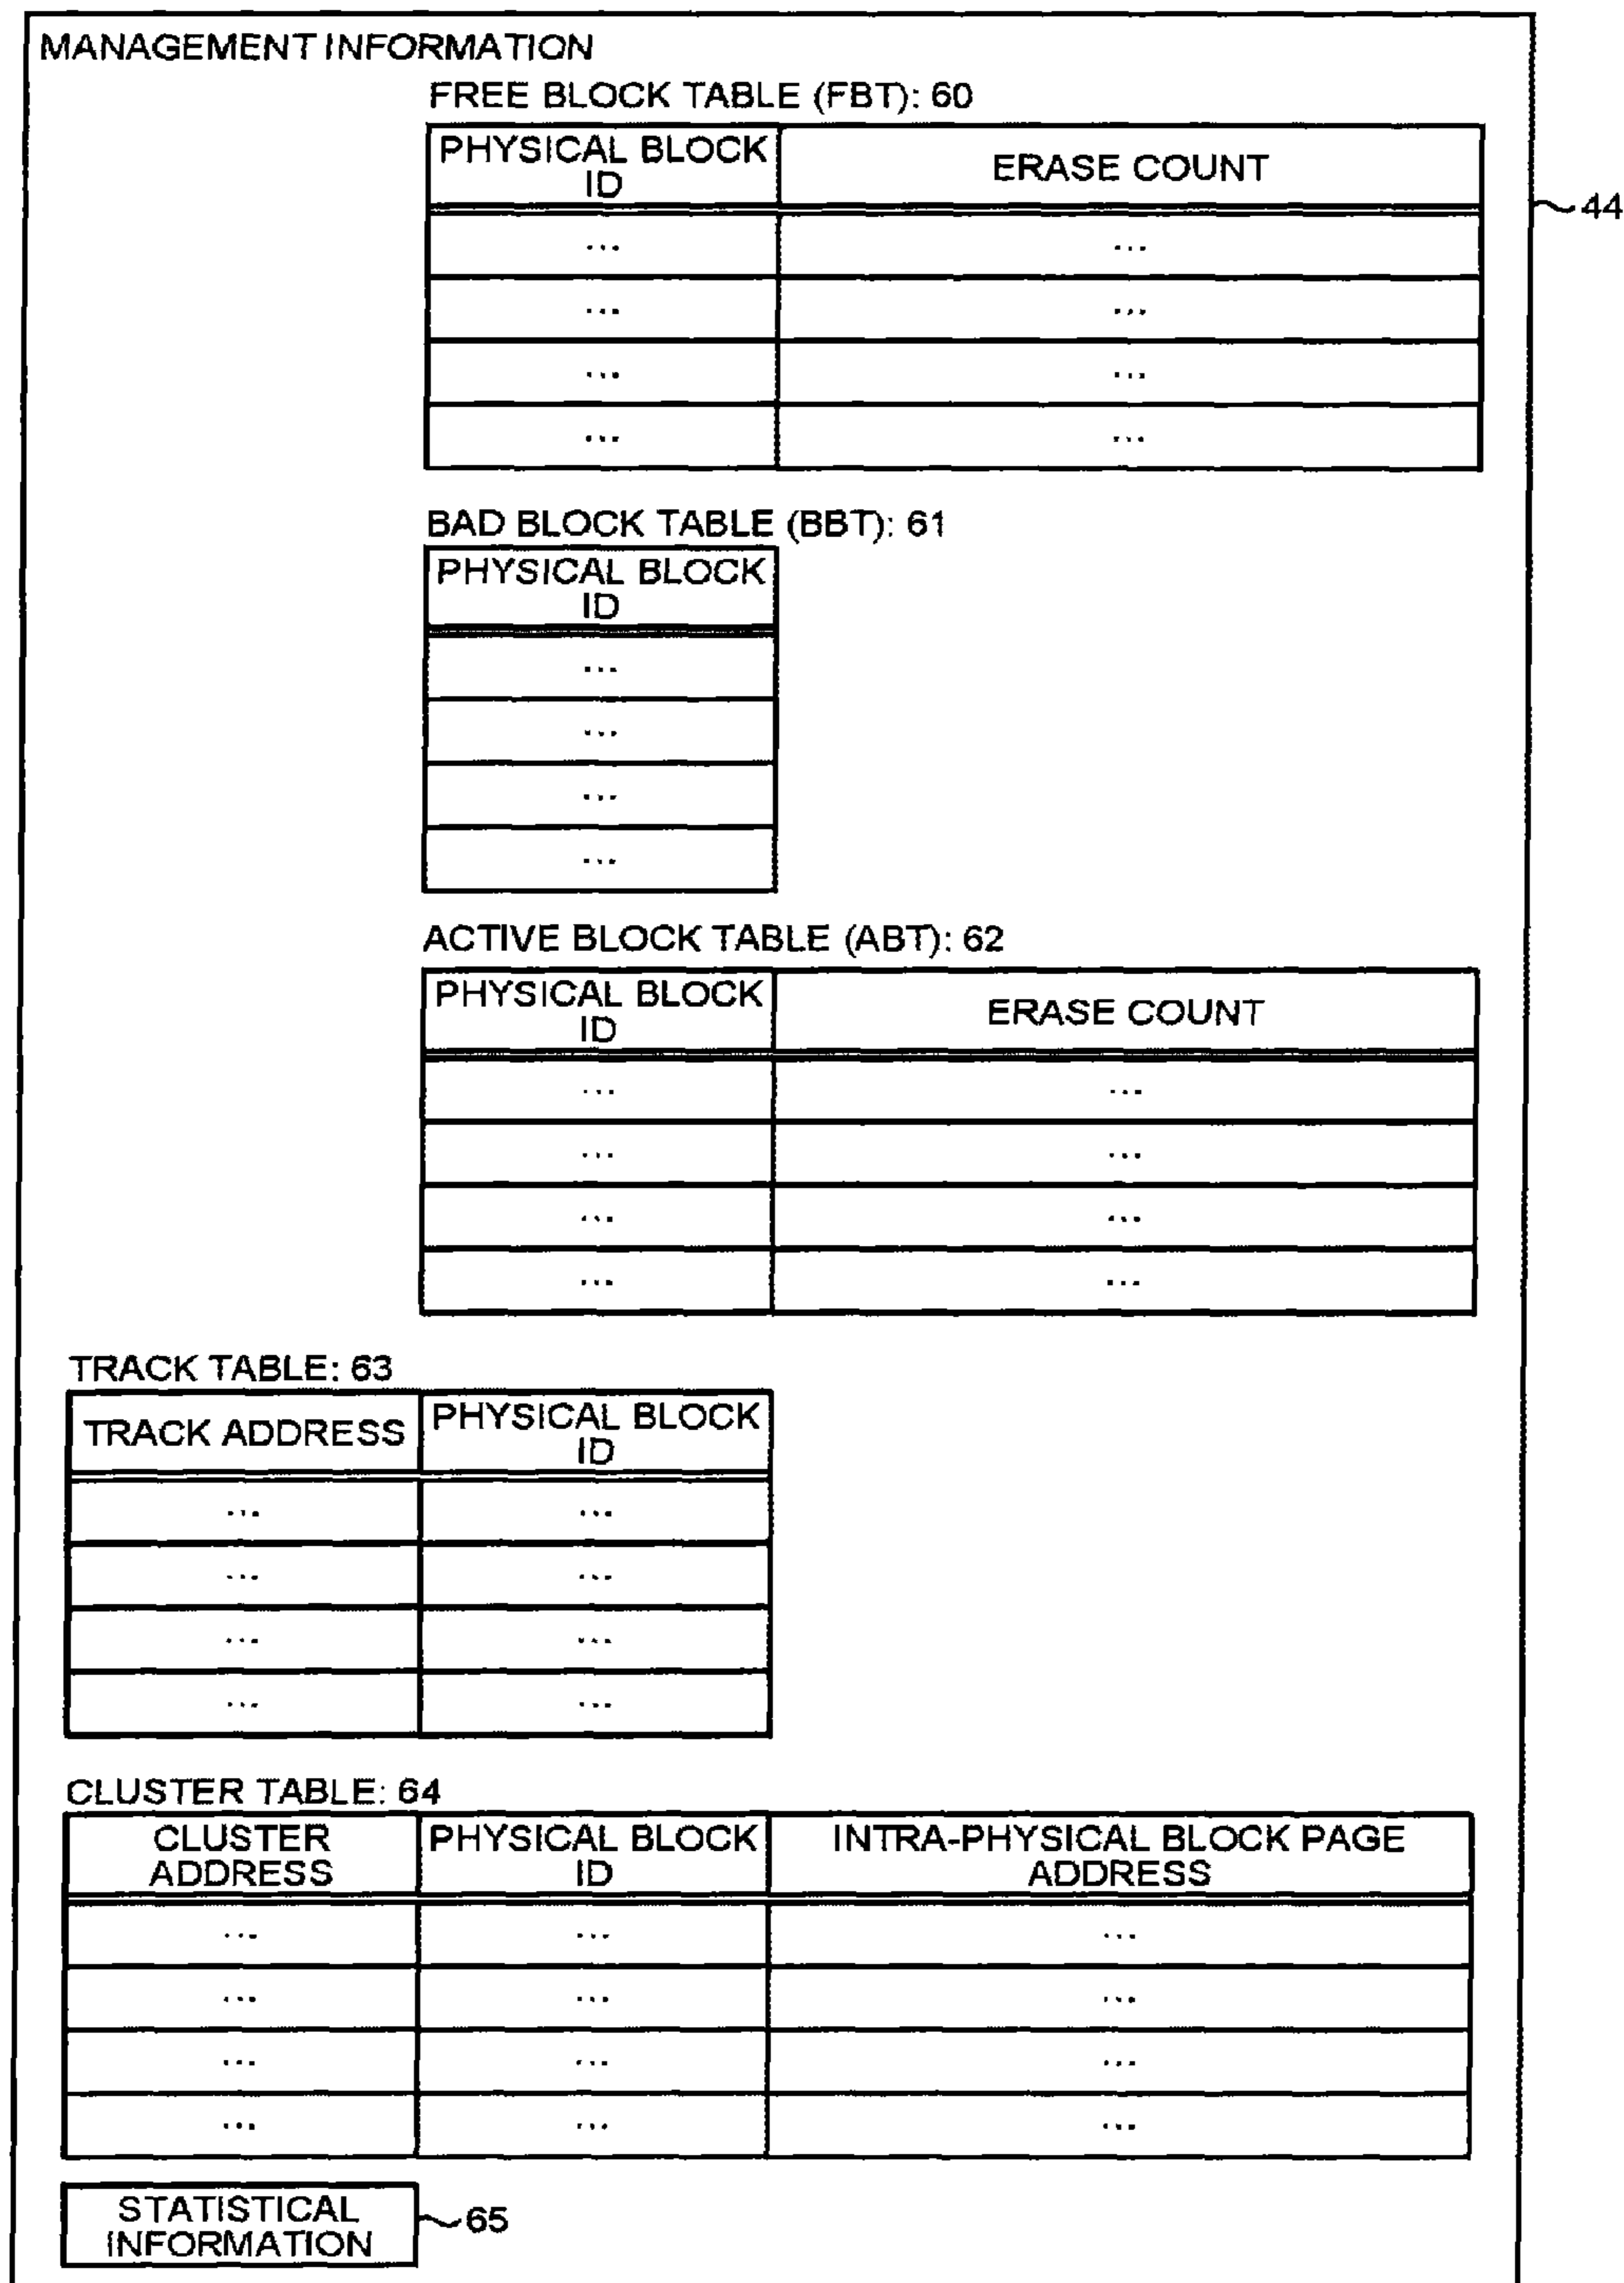 MANAGEMENT INFORMATION
FREE BLOCK TABLE (FBT): 60
PHYSICAL BLOCK ID ERASE COUNT
44
... ...
... ...
... ...
... ...
BAD BLOCK TABLE (BBT): 61
PHYSICAL BLOCK
ID
...
...
...
...
ACTIVE BLOCK TABLE (ABT): 62
PHYSICAL BLOCK ID ERASE COUNT
... ...
... ...
... ...
... ...
TRACK TABLE: 63
TRACK ADDRESS PHYSICAL BLOCK ID
... ...
... ...
... ...
... ...
CLUSTER TABLE: 64
CLUSTER ADDRESS PHYSICAL BLOCK ID INTRA-PHYSICAL BLOCK PAGE ADDRESS
... ... ...
... ... ...
... ... ...
... ... ...
STATISTICAL
INFORMATION
65